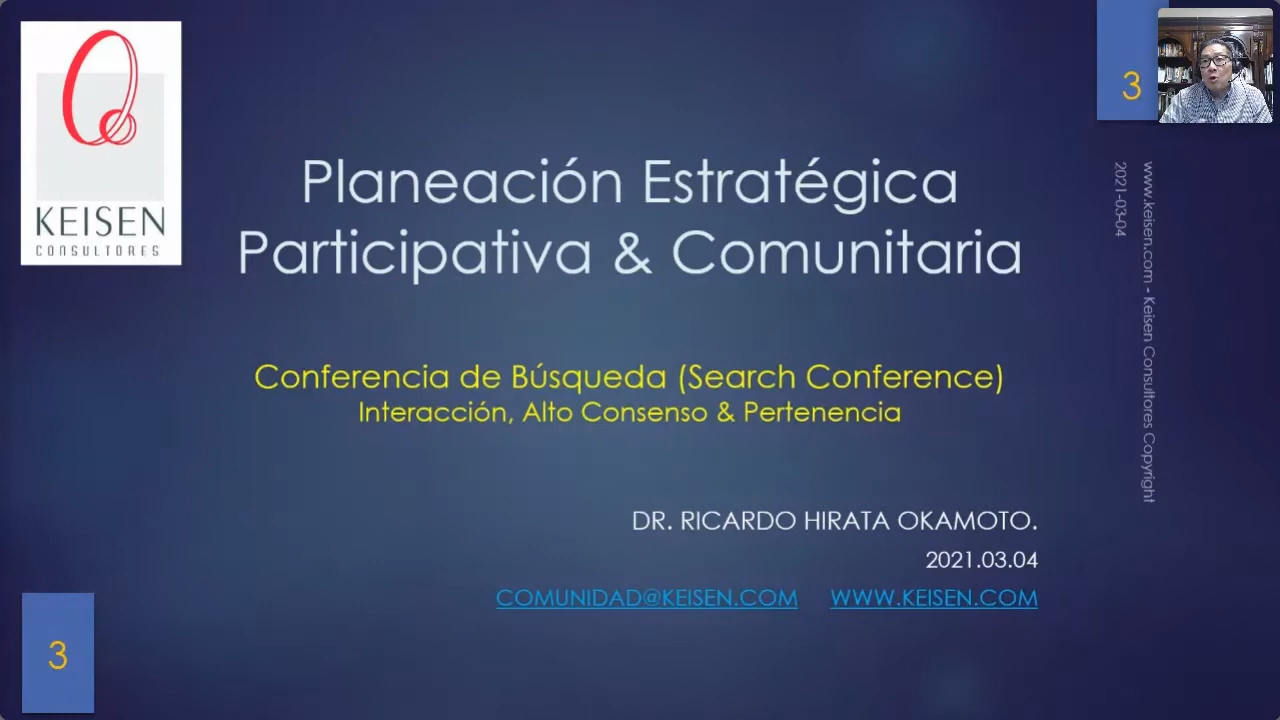 KEISEN
CONSULTORES
3
Planeación Estratégica
Participativa & Comunitaria
Conferencia de Búsqueda (Search Conference)
Interacción, Alto Consenso & Pertenencia
DR. RICARDO HIRATA OKAMOTO.
2021.03.04
COMUNIDAD@KEISEN.COM WWW.KEISEN.COM
www.keisen.com - Keisen Consultores Copyright
2021-03-04
3